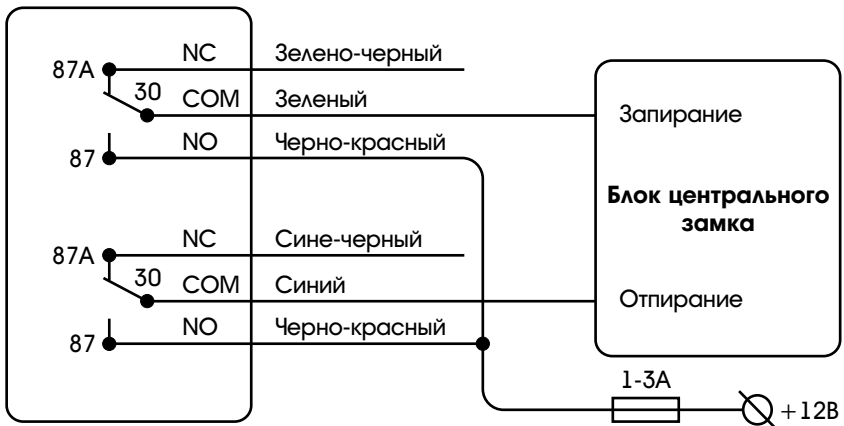 87A NC Зелено-черный
30 COM Зеленый
Запирание
87 NO Черно-красный
Блок центрального
замка
87A NC Сине-черный
30 COM Синий
Отпирание
87 NO Черно-красный
1-3А
+12В